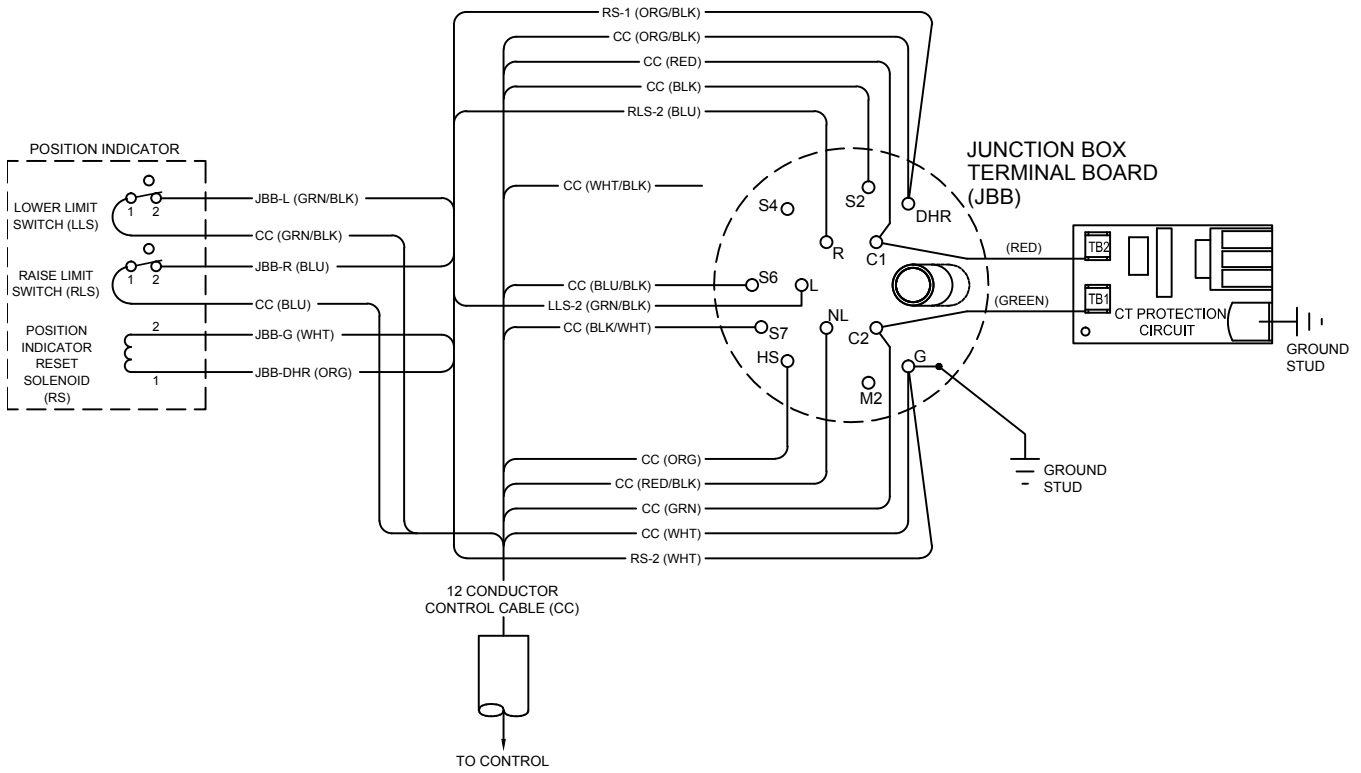 RS-1 (ORG/BLK)
CC (ORG/BLK)
CC (RED)
CC (BLK)
RLS-2 (BLU)
POSITION INDICATOR
LOWER LIMIT
SWITCH (LLS)
1 2
JBB-L (GRN/BLK)
CC (GRN/BLK)
RAISE LIMIT
SWITCH (RLS)
1 2
JBB-R (BLU)
CC (BLU)
POSITION
INDICATOR
RESET
SOLENOID
(RS)
2
1
JBB-G (WHT)
JBB-DHR (ORG)
CC (WHT/BLK)
CC (BLU/BLK)
LLS-2 (GRN/BLK)
CC (BLK/WHT)
JUNCTION BOX
TERMINAL BOARD
(JBB)
S4
S2
DHR
R
C1
S6
L
S7
NL
C2
HS
G
M2
(RED)
(GREEN)
TB2
TB1
CT PROTECTION
CIRCUIT
GROUND
STUD
GROUND
STUD
CC (ORG)
CC (RED/BLK)
CC (GRN)
CC (WHT)
RS-2 (WHT)
12 CONDUCTOR
CONTROL CABLE (CC)
TO CONTROL